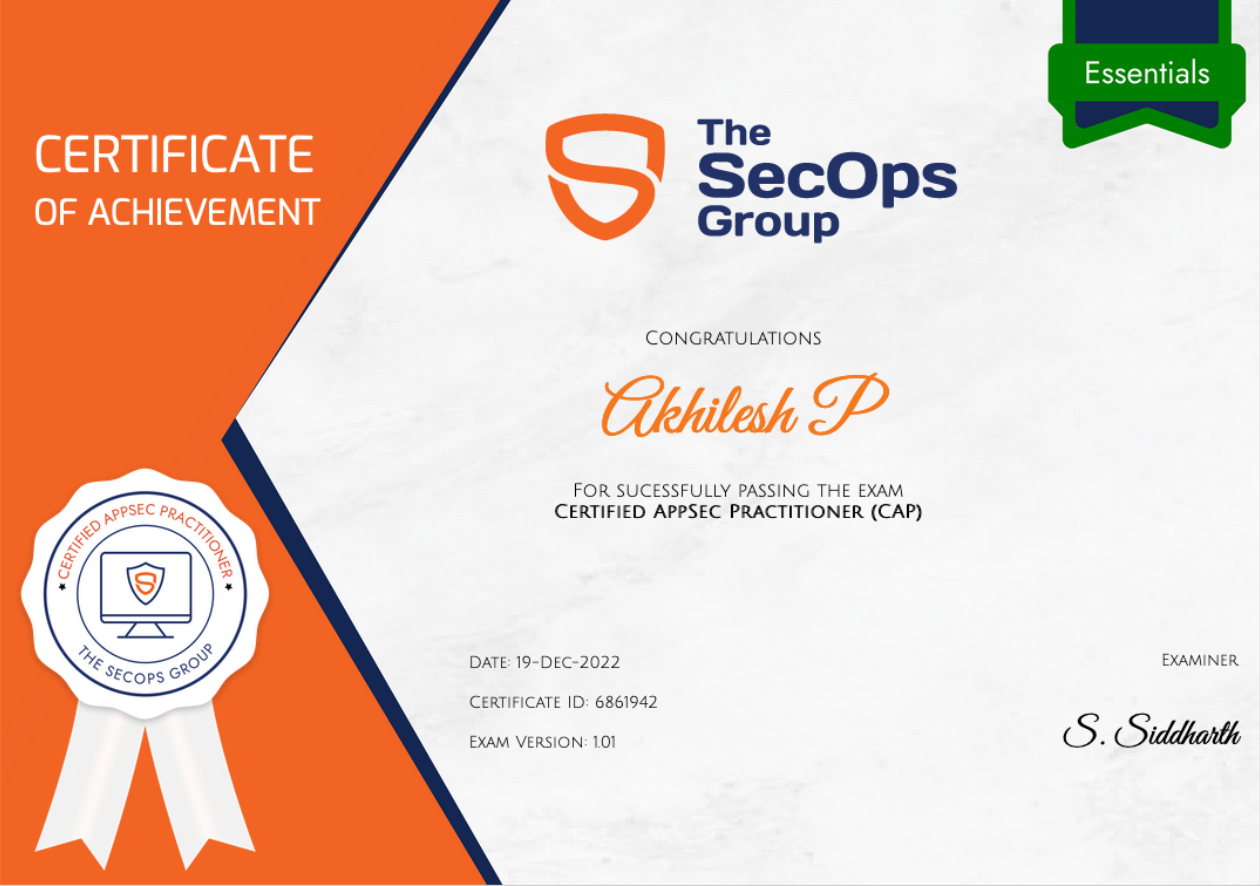 CERTIFICATE
OF ACHIEVEMENT
Essentials
The
SecOps
Group
Congratulations
Akhilesh P
For sucessfully passing the exam
Certified AppSec Practitioner (CAP)
CERTIFIED APPSEC PRACTITIONER
THE SECOPS GROUP
Date: 19-Dec-2022
Certificate ID: 6861942
Exam Version: 1.01
Examiner
S. Siddharth